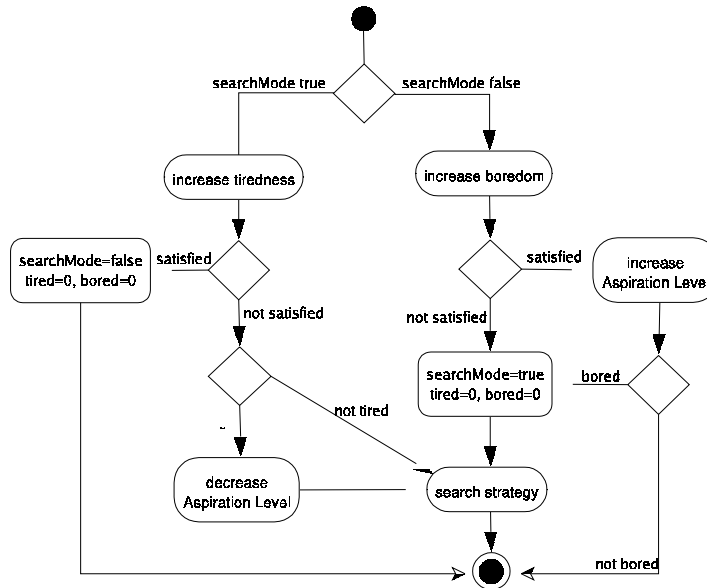 searchMode true
searchMode false
increase tiredness
increase boredom
searchMode=false
tired=0, bored=0
satisfied
satisfied
increase
Aspiration Level
not satisfied
not satisfied
searchMode=true
tired=0, bored=0
bored
not tired
decrease
Aspiration Level
search strategy
not bored